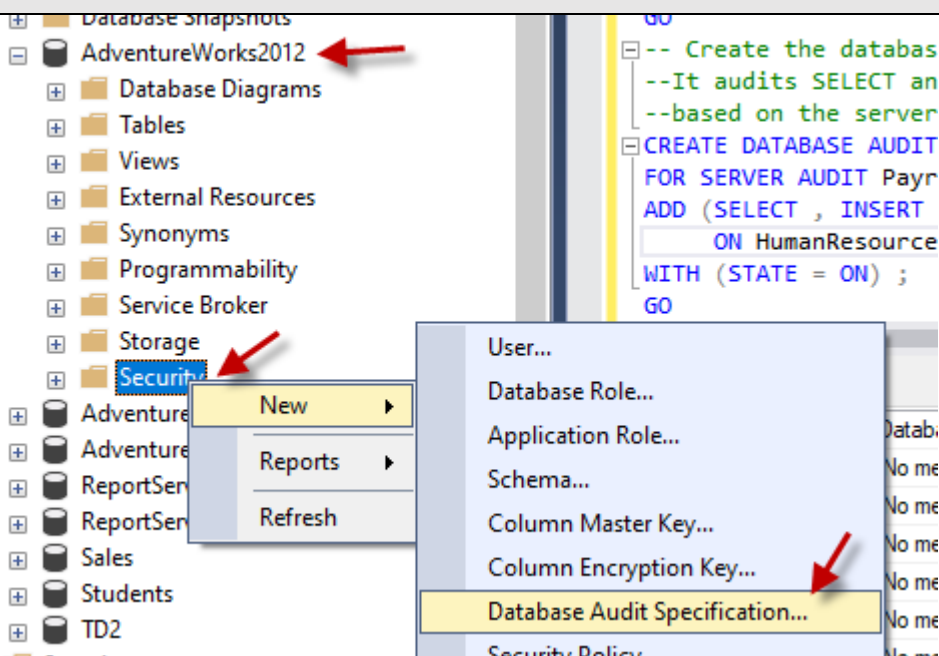 Database Snapshots
AdventureWorks2012
Database Diagrams
Tables
Views
External Resources
Synonyms
Programmability
Service Broker
Storage
Security
Adventure
Adventure
ReportServ
ReportServ
Sales
Students
TD2
GO
-- Create the databas
--It audits SELECT an
--based on the server
CREATE DATABASE AUDIT
FOR SERVER AUDIT Payr
ADD (SELECT , INSERT
ON HumanResource
WITH (STATE = ON) ;
GO
New
Reports
Refresh
User...
Database Role...
Application Role...
Schema...
Column Master Key...
Column Encryption Key...
Database Audit Specification...
Security Policy
Databa
No me
No me
No me
No me
No me
No me